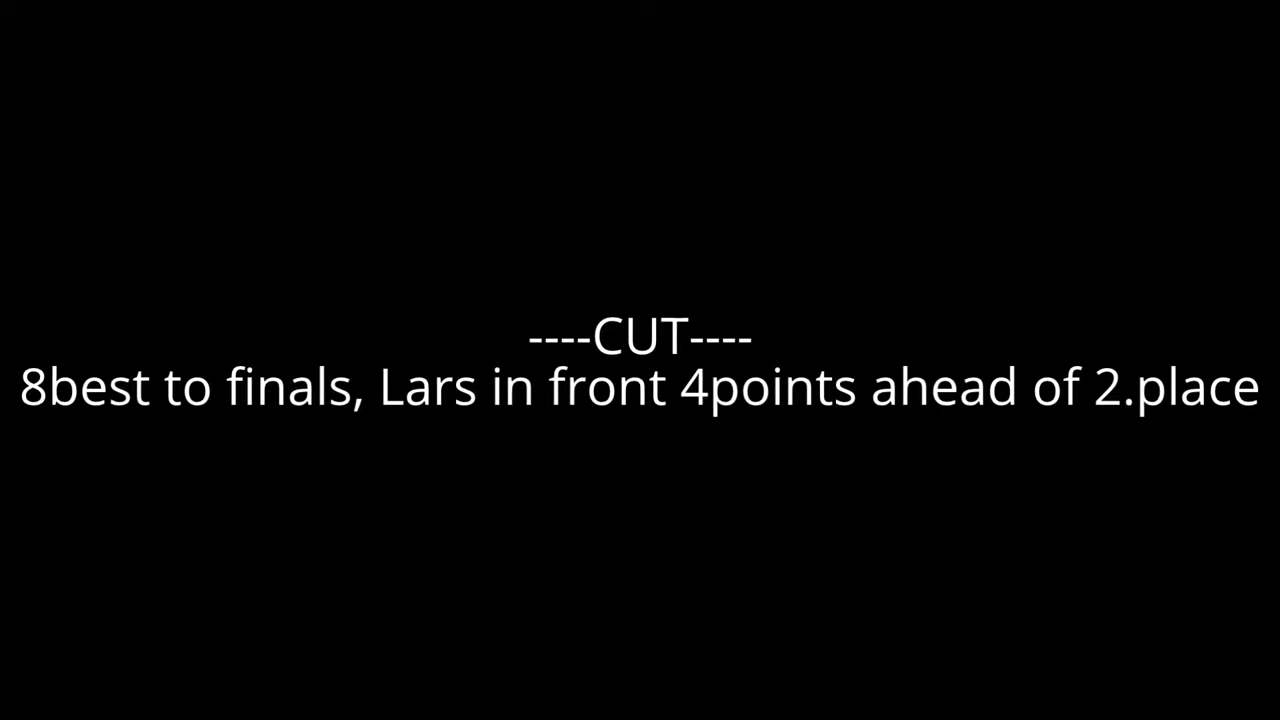 ----CUT----
8best to finals, Lars in front 4points ahead of 2.place